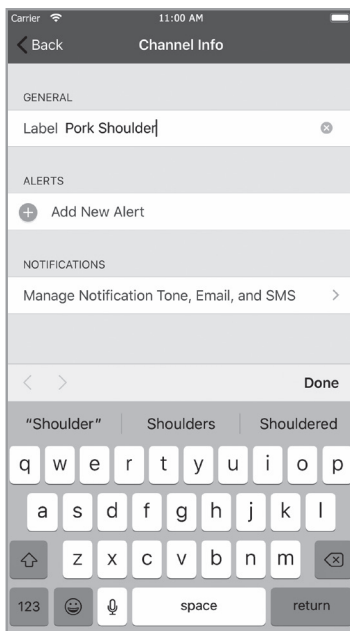 Carrier 11:00 AM
Back Channel Info
GENERAL
Label Pork Shoulder
ALERTS
Add New Alert
NOTIFICATIONS
Manage Notification Tone, Email, and SMS
Done
“Shoulder” Shoulders Shouldered
q w e r t y u i o p
a s d f g h j k l
z x c v b n m
123 space return